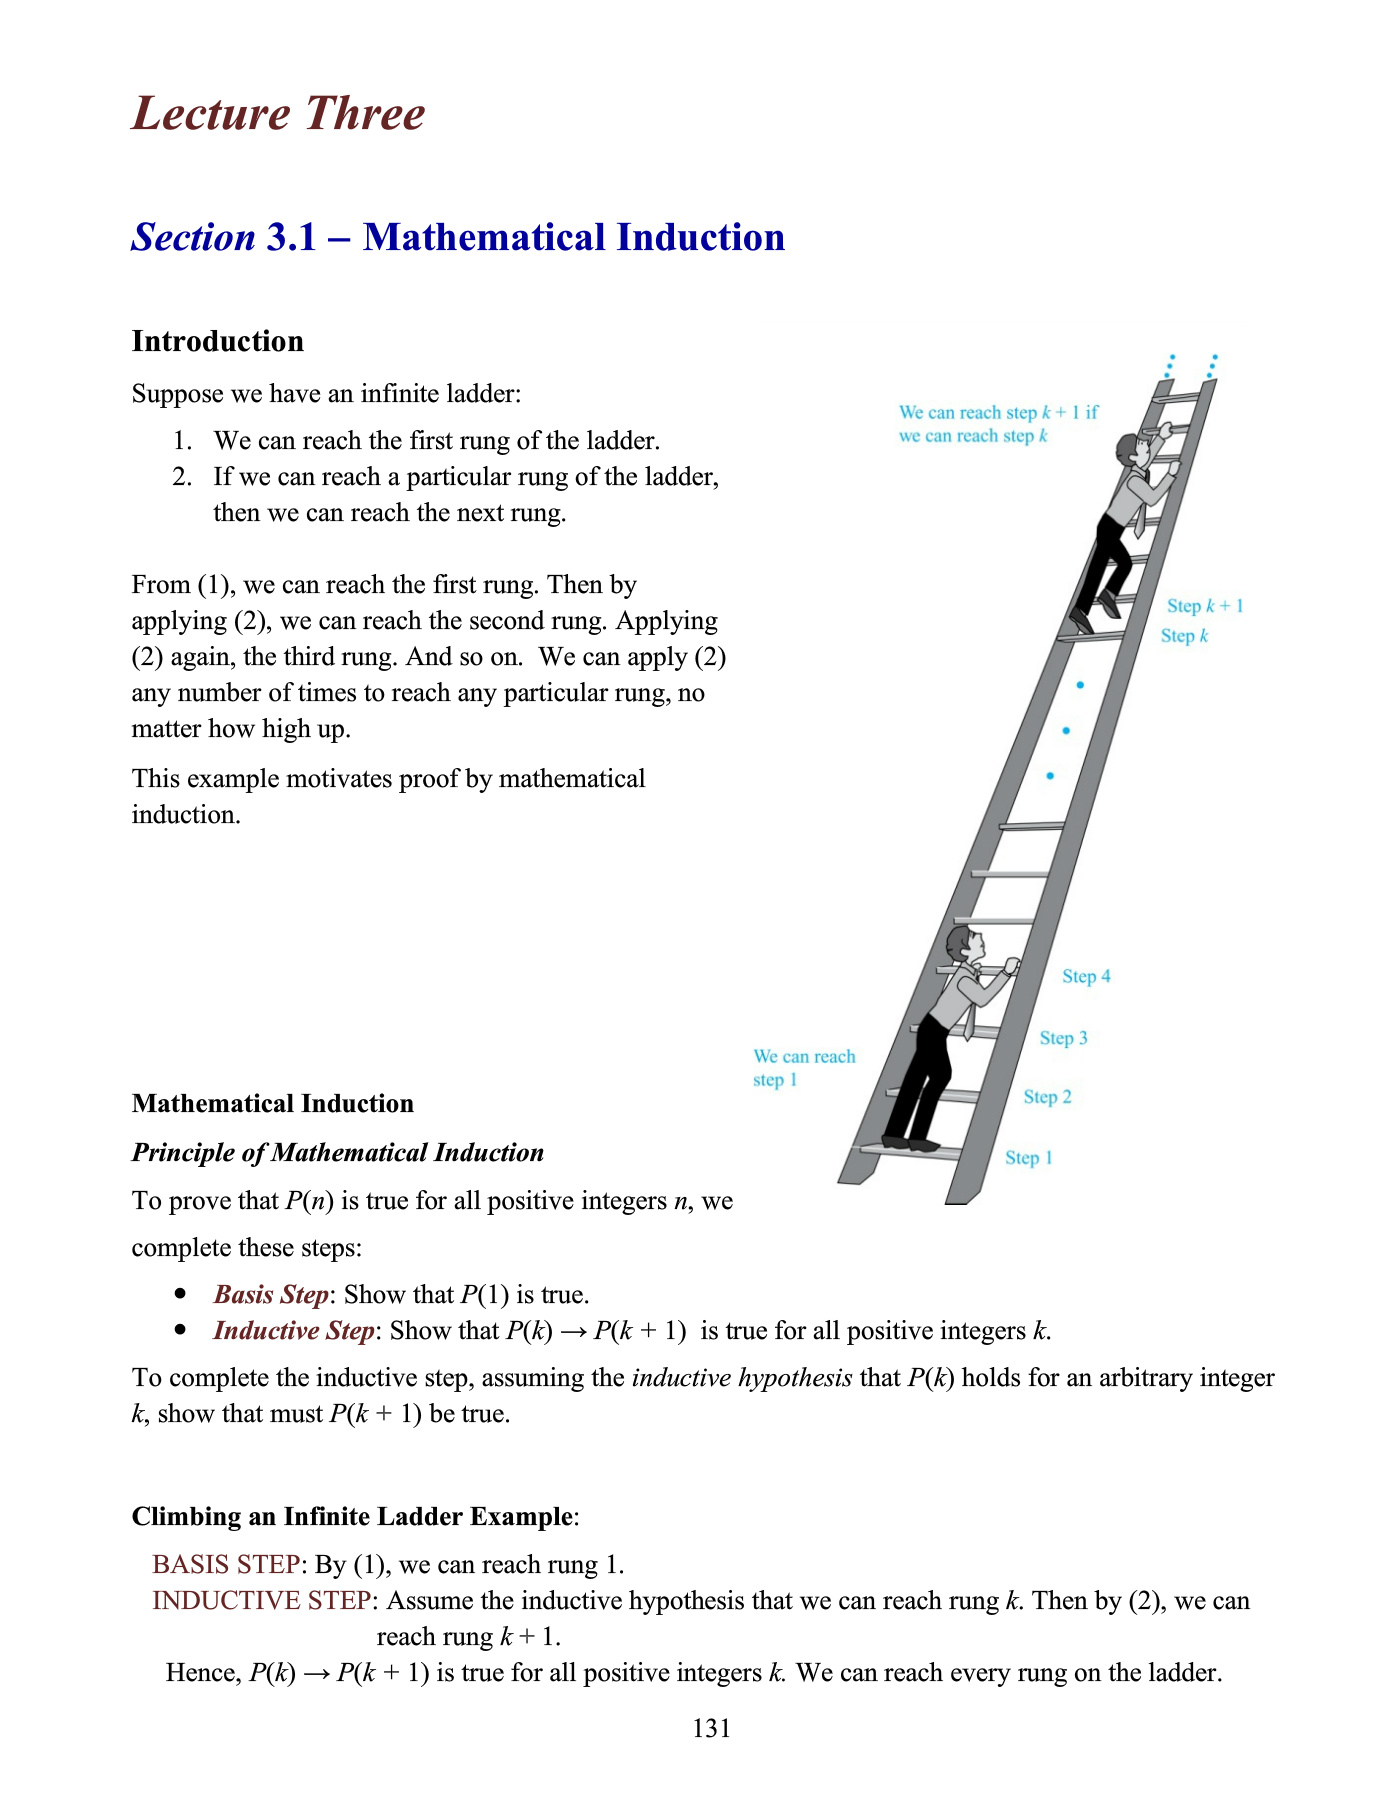 Lecture Three
Section 3.1 – Mathematical Induction
Introduction
Suppose we have an infinite ladder:
1. We can reach the first rung of the ladder.
2. If we can reach a particular rung of the ladder,
then we can reach the next rung.
From (1), we can reach the first rung. Then by
applying (2), we can reach the second rung. Applying
(2) again, the third rung. And so on. We can apply (2)
any number of times to reach any particular rung, no
matter how high up.
This example motivates proof by mathematical
induction.
We can reach step k + 1 if
we can reach step k
Step k + 1
Step k
Step 4
Step 3
We can reach
step 1
Step 2
Step 1
Mathematical Induction
Principle of Mathematical Induction
To prove that P(n) is true for all positive integers n, we
complete these steps:
• Basis Step: Show that P(1) is true.
• Inductive Step: Show that P(k) → P(k + 1) is true for all positive integers k.
To complete the inductive step, assuming the inductive hypothesis that P(k) holds for an arbitrary integer
k, show that must P(k + 1) be true.
Climbing an Infinite Ladder Example:
BASIS STEP: By (1), we can reach rung 1.
INDUCTIVE STEP: Assume the inductive hypothesis that we can reach rung k. Then by (2), we can
reach rung k + 1.
Hence, P(k) → P(k + 1) is true for all positive integers k. We can reach every rung on the ladder.
131